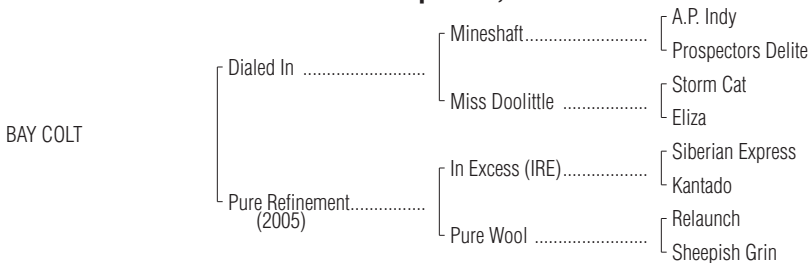 A.P. Indy
Mineshaft..........................
Prospectors Delite
Dialed In ..........................
Storm Cat
Miss Doolittle ..................
Eliza
BAY COLT
Siberian Express
In Excess (IRE)..................
Kantado
Pure Refinement................
(2005)
Relaunch
Pure Wool ........................
Sheepish Grin